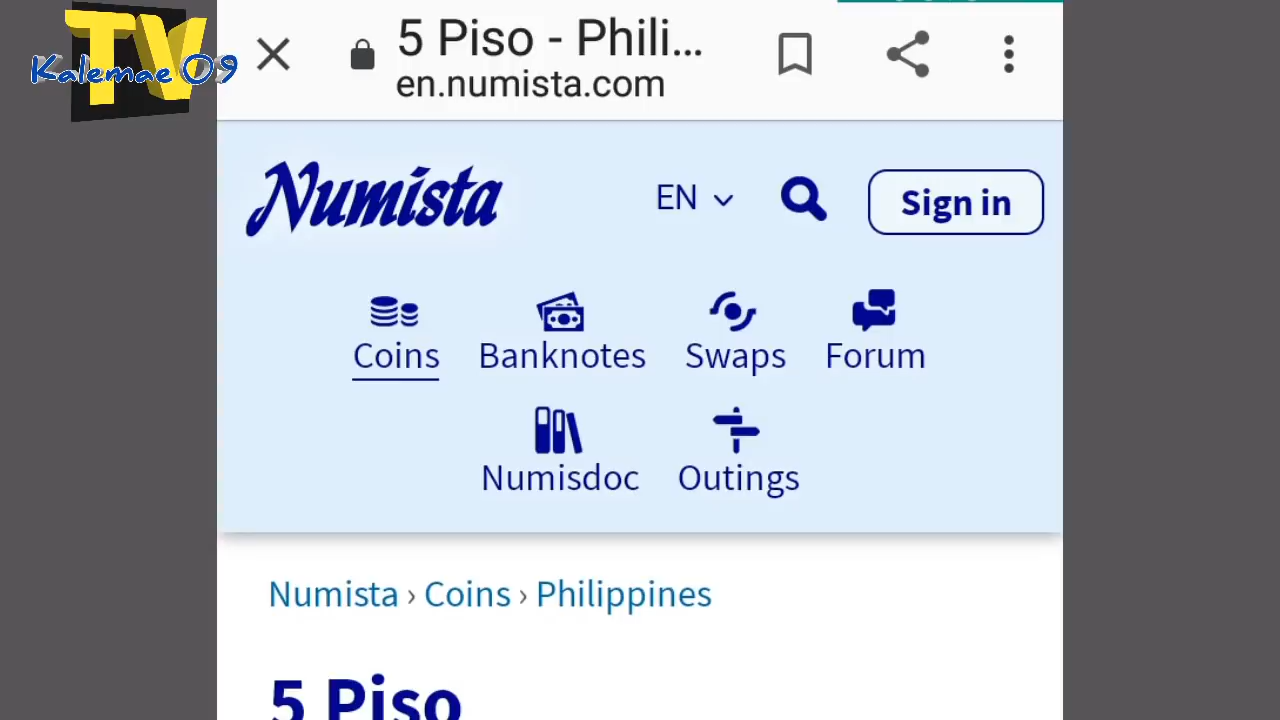 TV
Kalemae 09
5 Piso - Phili...
en.numista.com
Numista
EN
Sign in
Coins Banknotes Swaps Forum
Numisdoc Outings
Numista › Coins › Philippines
5 Piso